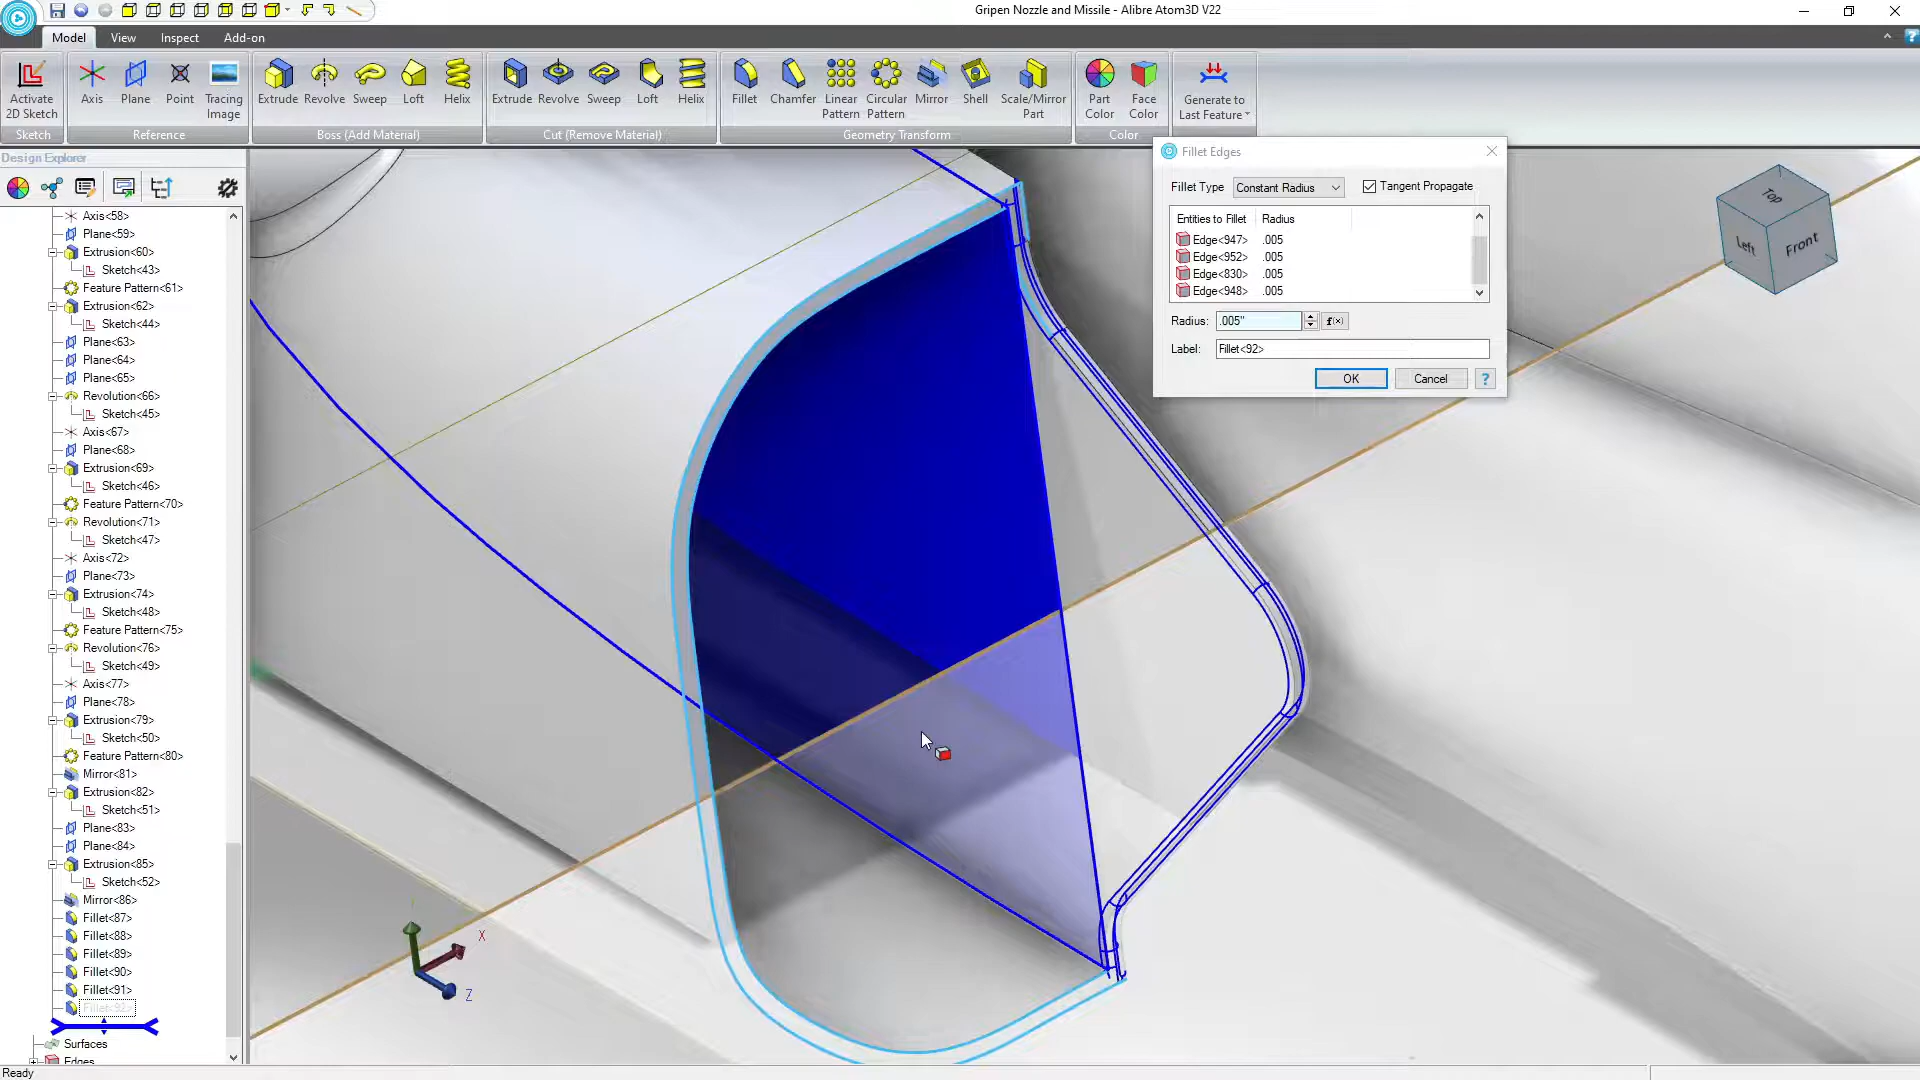 Gripen Nozzle and Missile - Alibre Atom3D V22
Model View Inspect Add-on
Activate 2D Sketch
Axis Plane Point Tracing Image
Extrude Revolve Sweep Loft Helix
Extrude Revolve Sweep Loft Helix
Fillet Chamfer Linear Pattern Circular Pattern Mirror Shell Scale/Mirror Part
Part Color Face Color
Generate to Last Feature
Sketch Reference Boss (Add Material) Cut (Remove Material) Geometry Transform Color
Design Explorer
Axis<58>
Plane<59>
Extrusion<60>
Sketch<43>
Feature Pattern<61>
Extrusion<62>
Sketch<44>
Plane<63>
Plane<64>
Plane<65>
Revolution<66>
Sketch<45>
Axis<67>
Plane<68>
Extrusion<69>
Sketch<46>
Feature Pattern<70>
Revolution<71>
Sketch<47>
Axis<72>
Plane<73>
Extrusion<74>
Sketch<48>
Feature Pattern<75>
Revolution<76>
Sketch<49>
Axis<77>
Plane<78>
Extrusion<79>
Sketch<50>
Feature Pattern<80>
Mirror<81>
Extrusion<82>
Sketch<51>
Plane<83>
Plane<84>
Extrusion<85>
Sketch<52>
Mirror<86>
Fillet<87>
Fillet<88>
Fillet<89>
Fillet<90>
Fillet<91>
Fillet<92>
Surfaces
Edges
Ready
Fillet Edges
Fillet Type Constant Radius Tangent Propagate
Entities to Fillet Radius
Edge<947> .005
Edge<952> .005
Edge<830> .005
Edge<948> .005
Radius: .005" f(x)
Label: Fillet<92>
OK Cancel ?
Top
Left Front
X
Z